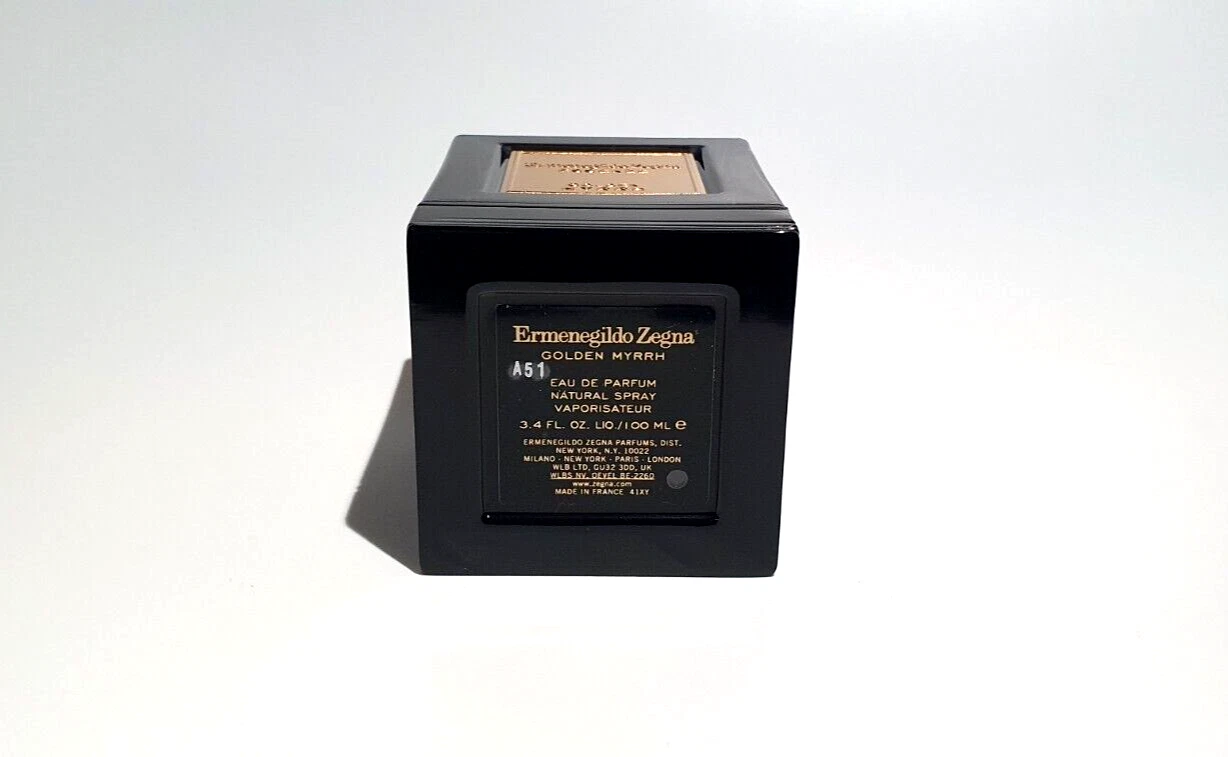 Ermenegildo Zegna
Ermenegildo Zegna
GOLDEN MYRRH
A51
EAU DE PARFUM
NATURAL SPRAY
VAPORISATEUR
3.4 FL. OZ. LIQ./100 ML e
ERMENEGILDO ZEGNA PARFUMS, DIST.
NEW YORK, N.Y. 10022
MILANO - NEW YORK - PARIS - LONDON
WLB LTD, GU32 3DD, UK
WLBS NV. OEVEL BE-2260
www.zegna.com
MADE IN FRANCE 41XY